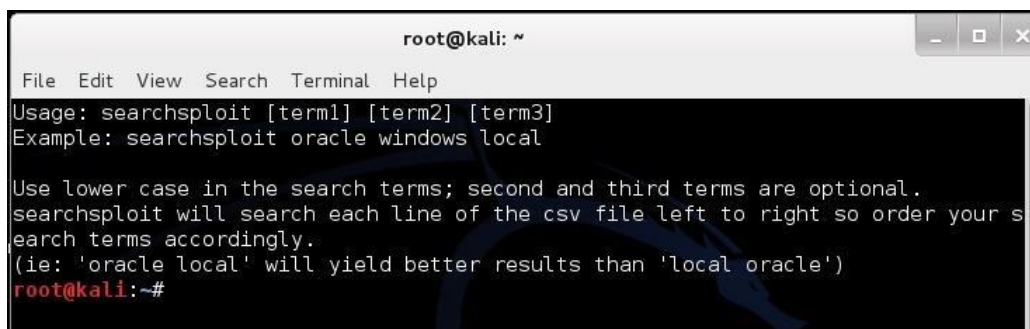 root@kali: ~
File Edit View Search Terminal Help
Usage: searchsploit [term1] [term2] [term3]
Example: searchsploit oracle windows local
Use lower case in the search terms; second and third terms are optional.
searchsploit will search each line of the csv file left to right so order your s
earch terms accordingly.
(ie: 'oracle local' will yield better results than 'local oracle')
root@kali:~#